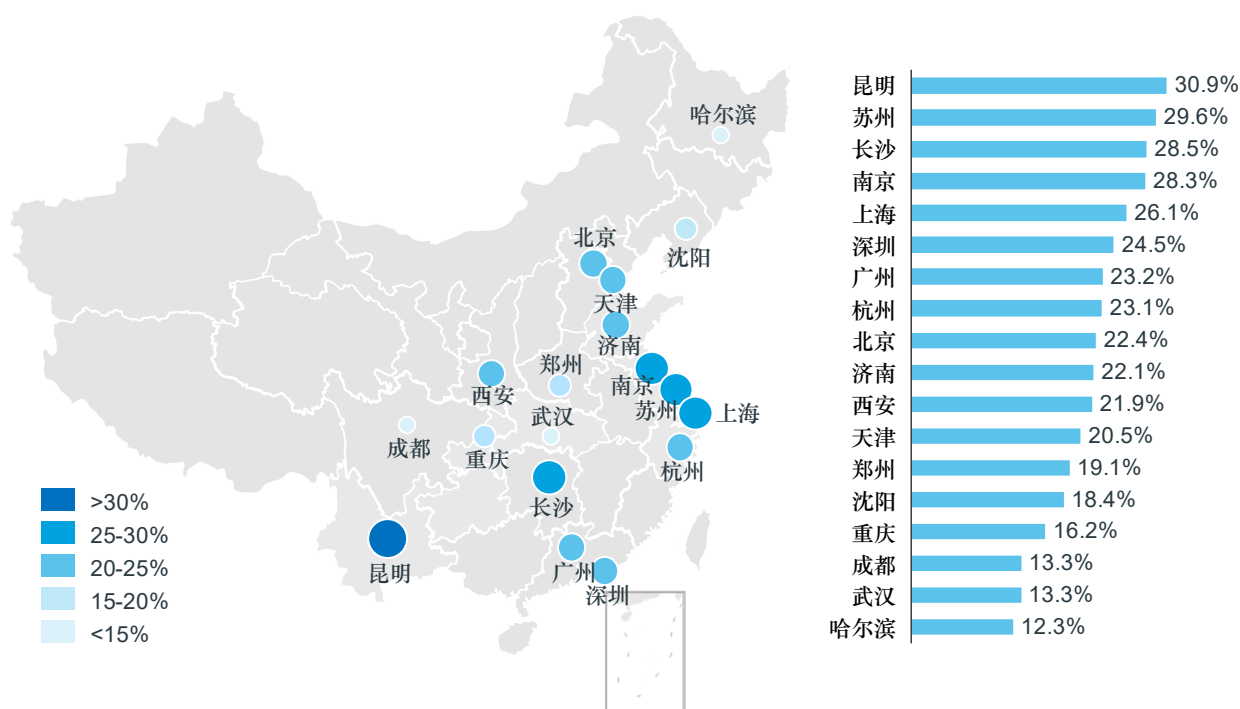 哈尔滨
北京
沈阳
天津
济南
郑州
西安
南京
苏州
上海
武汉
成都
重庆
杭州
长沙
昆明
广州
深圳
>30%
25-30%
20-25%
15-20%
<15%
昆明 30.9%
苏州 29.6%
长沙 28.5%
南京 28.3%
上海 26.1%
深圳 24.5%
广州 23.2%
杭州 23.1%
北京 22.4%
济南 22.1%
西安 21.9%
天津 20.5%
郑州 19.1%
沈阳 18.4%
重庆 16.2%
成都 13.3%
武汉 13.3%
哈尔滨 12.3%